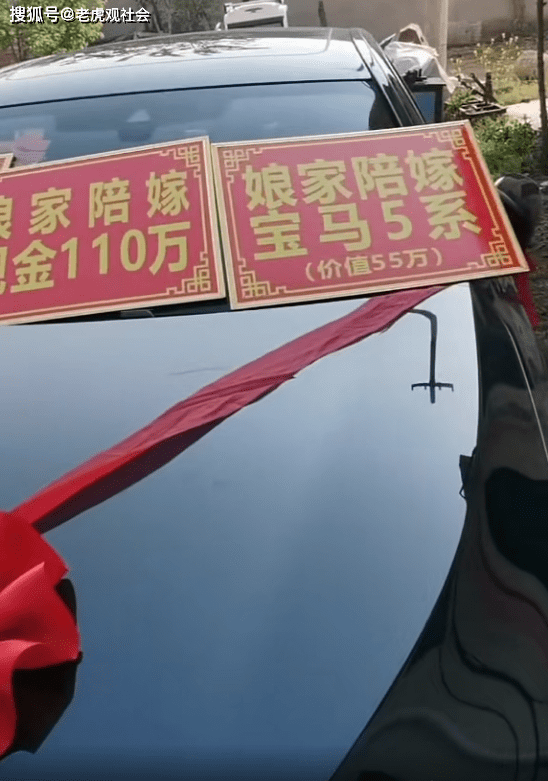 搜狐号@老虎观社会
娘家陪嫁
现金110万
娘家陪嫁
宝马5系
（价值55万）